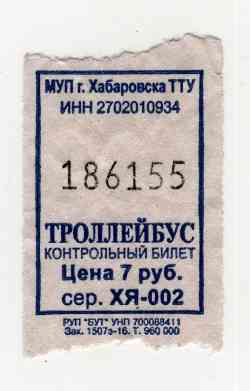 МУП г. Хабаровска ТТУ
ИНН 2702010934
186155
ТРОЛЛЕЙБУС
КОНТРОЛЬНЫЙ БИЛЕТ
Цена 7 руб.
сер. ХЯ-002
РУП "БУТ" УНП 700068411
Зак. 1507з-16. Т. 960 000